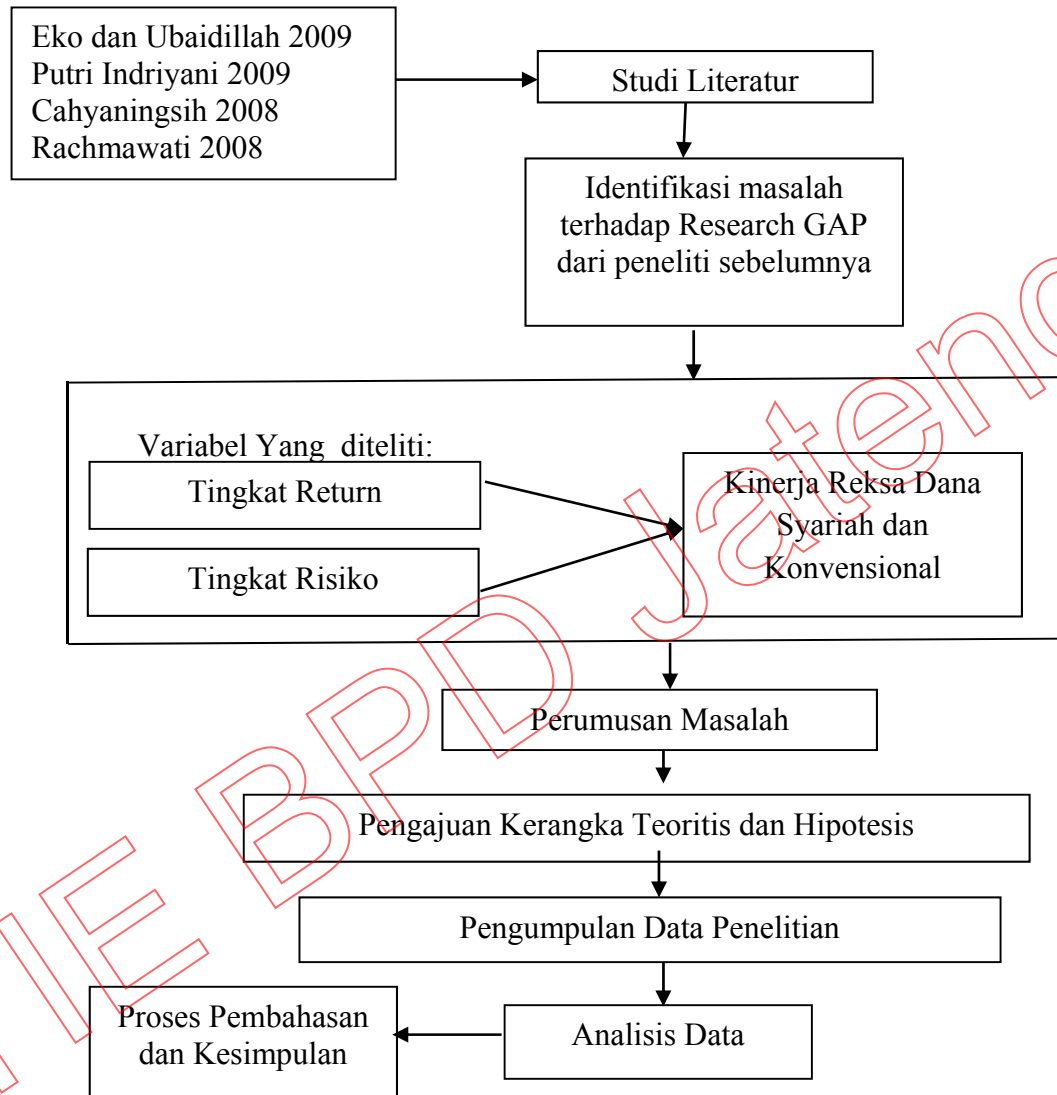 Eko dan Ubaidillah 2009
Putri Indriyani 2009
Cahyaningsih 2008
Rachmawati 2008
Studi Literatur
Identifikasi masalah
terhadap Research GAP
dari peneliti sebelumnya
Variabel Yang diteliti:
Tingkat Return
Tingkat Risiko
Kinerja Reksa Dana
Syariah dan
Konvensional
Perumusan Masalah
Pengajuan Kerangka Teoritis dan Hipotesis
Pengumpulan Data Penelitian
Analisis Data
Proses Pembahasan
dan Kesimpulan
BPD